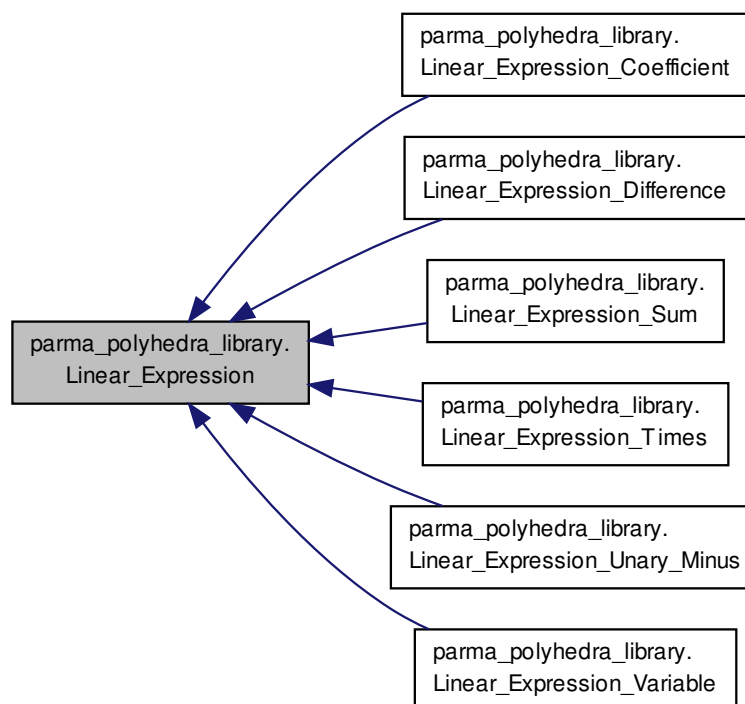 parma_polyhedra_library.
Linear_Expression_Coefficient
parma_polyhedra_library.
Linear_Expression_Difference
parma_polyhedra_library.
Linear_Expression_Sum
parma_polyhedra_library.
Linear_Expression
parma_polyhedra_library.
Linear_Expression_Times
parma_polyhedra_library.
Linear_Expression_Unary_Minus
parma_polyhedra_library.
Linear_Expression_Variable